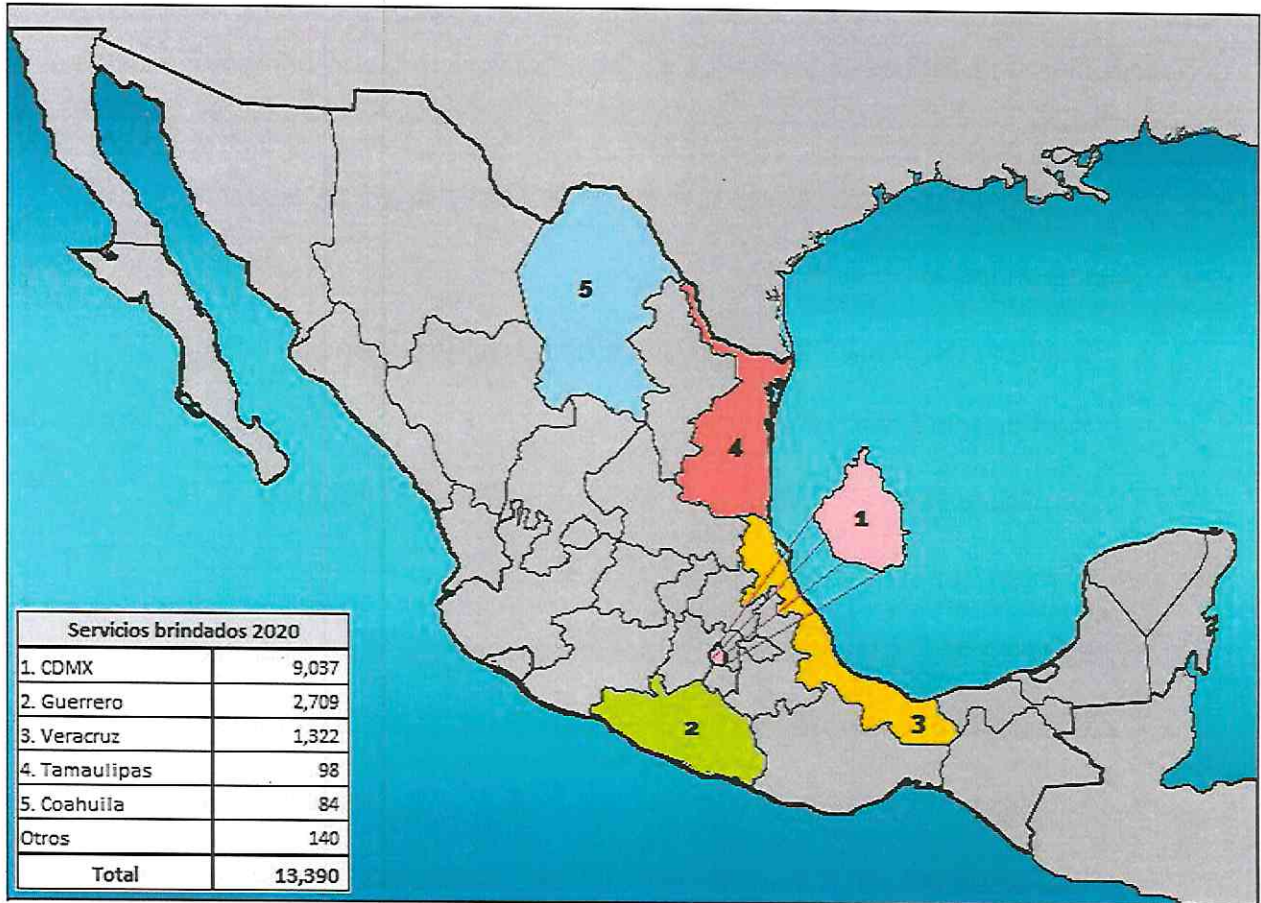 5
4
1
2
3
Servicios brindados 2020
1. CDMX 9,037
2. Guerrero 2,709
3. Veracruz 1,322
4. Tamaulipas 98
5. Coahuila 84
Otros 140
Total 13,390